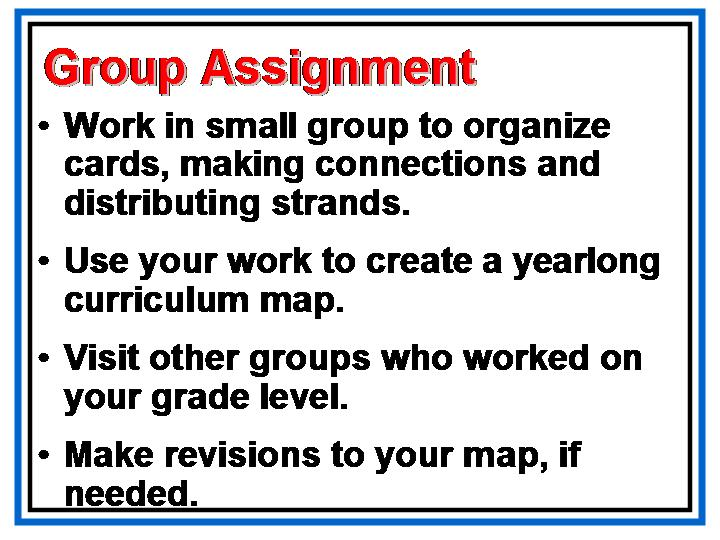 Group Assignment
• Work in small group to organize
cards, making connections and
distributing strands.
• Use your work to create a yearlong
curriculum map.
• Visit other groups who worked on
your grade level.
• Make revisions to your map, if
needed.